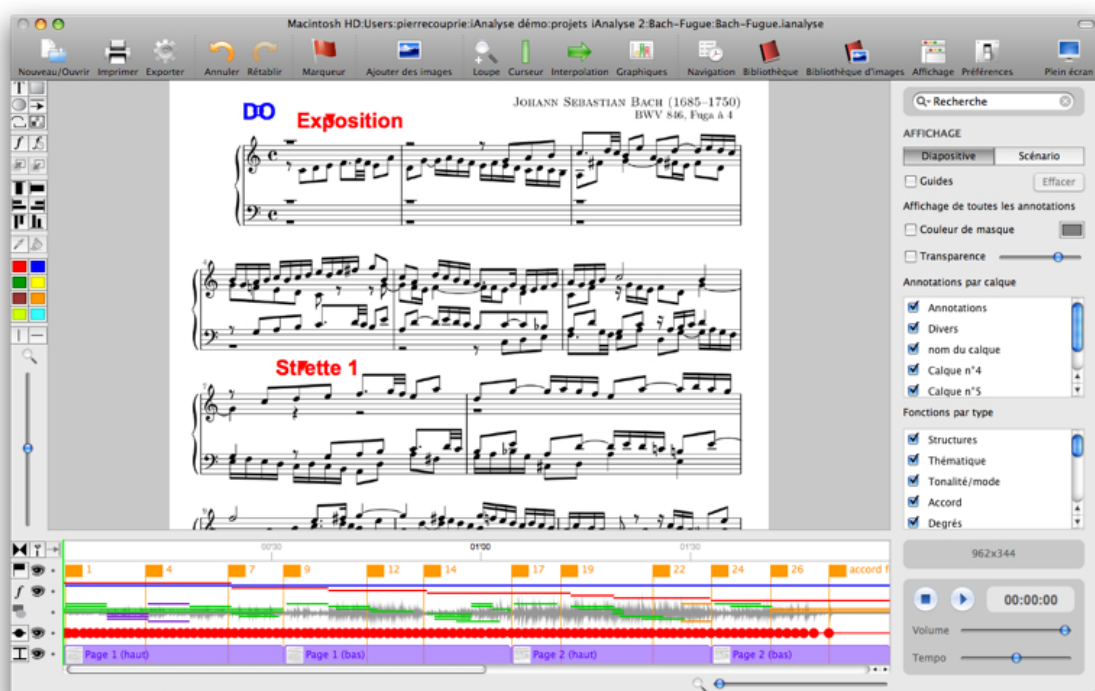 Macintosh HD:Users:pierrecouprie:iAnalyse démo:projets iAnalyse 2:Bach-Fugue:Bach-Fugue.ianalyse
Nouveau/Ouvrir Imprimer Exporter Annuler Rétablir Marqueur Ajouter des images Loupe Curseur Interpolation Graphiques Navigation Bibliothèque Bibliothèque d'images Affichage Préférences Plein écran
DO
Exposition
JOHANN SEBASTIAN BACH (1685–1750)
BWV 846, Fuga à 4
4
Strette 1
7
9
Recherche
AFFICHAGE
Diapositive Scénario
Guides Effacer
Affichage de toutes les annotations
Couleur de masque
Transparence
Annotations par calque
Annotations
Divers
nom du calque
Calque n°4
Calque n°5
Fonctions par type
Structures
Thématique
Tonalité/mode
Accord
Degrés
962x344
00:00:00
Volume
Tempo
00'30 01'00 01'30
1 4 7 9 12 14 17 19 22 24 26 accord f
Page 1 (haut) Page 1 (bas) Page 2 (haut) Page 2 (bas)